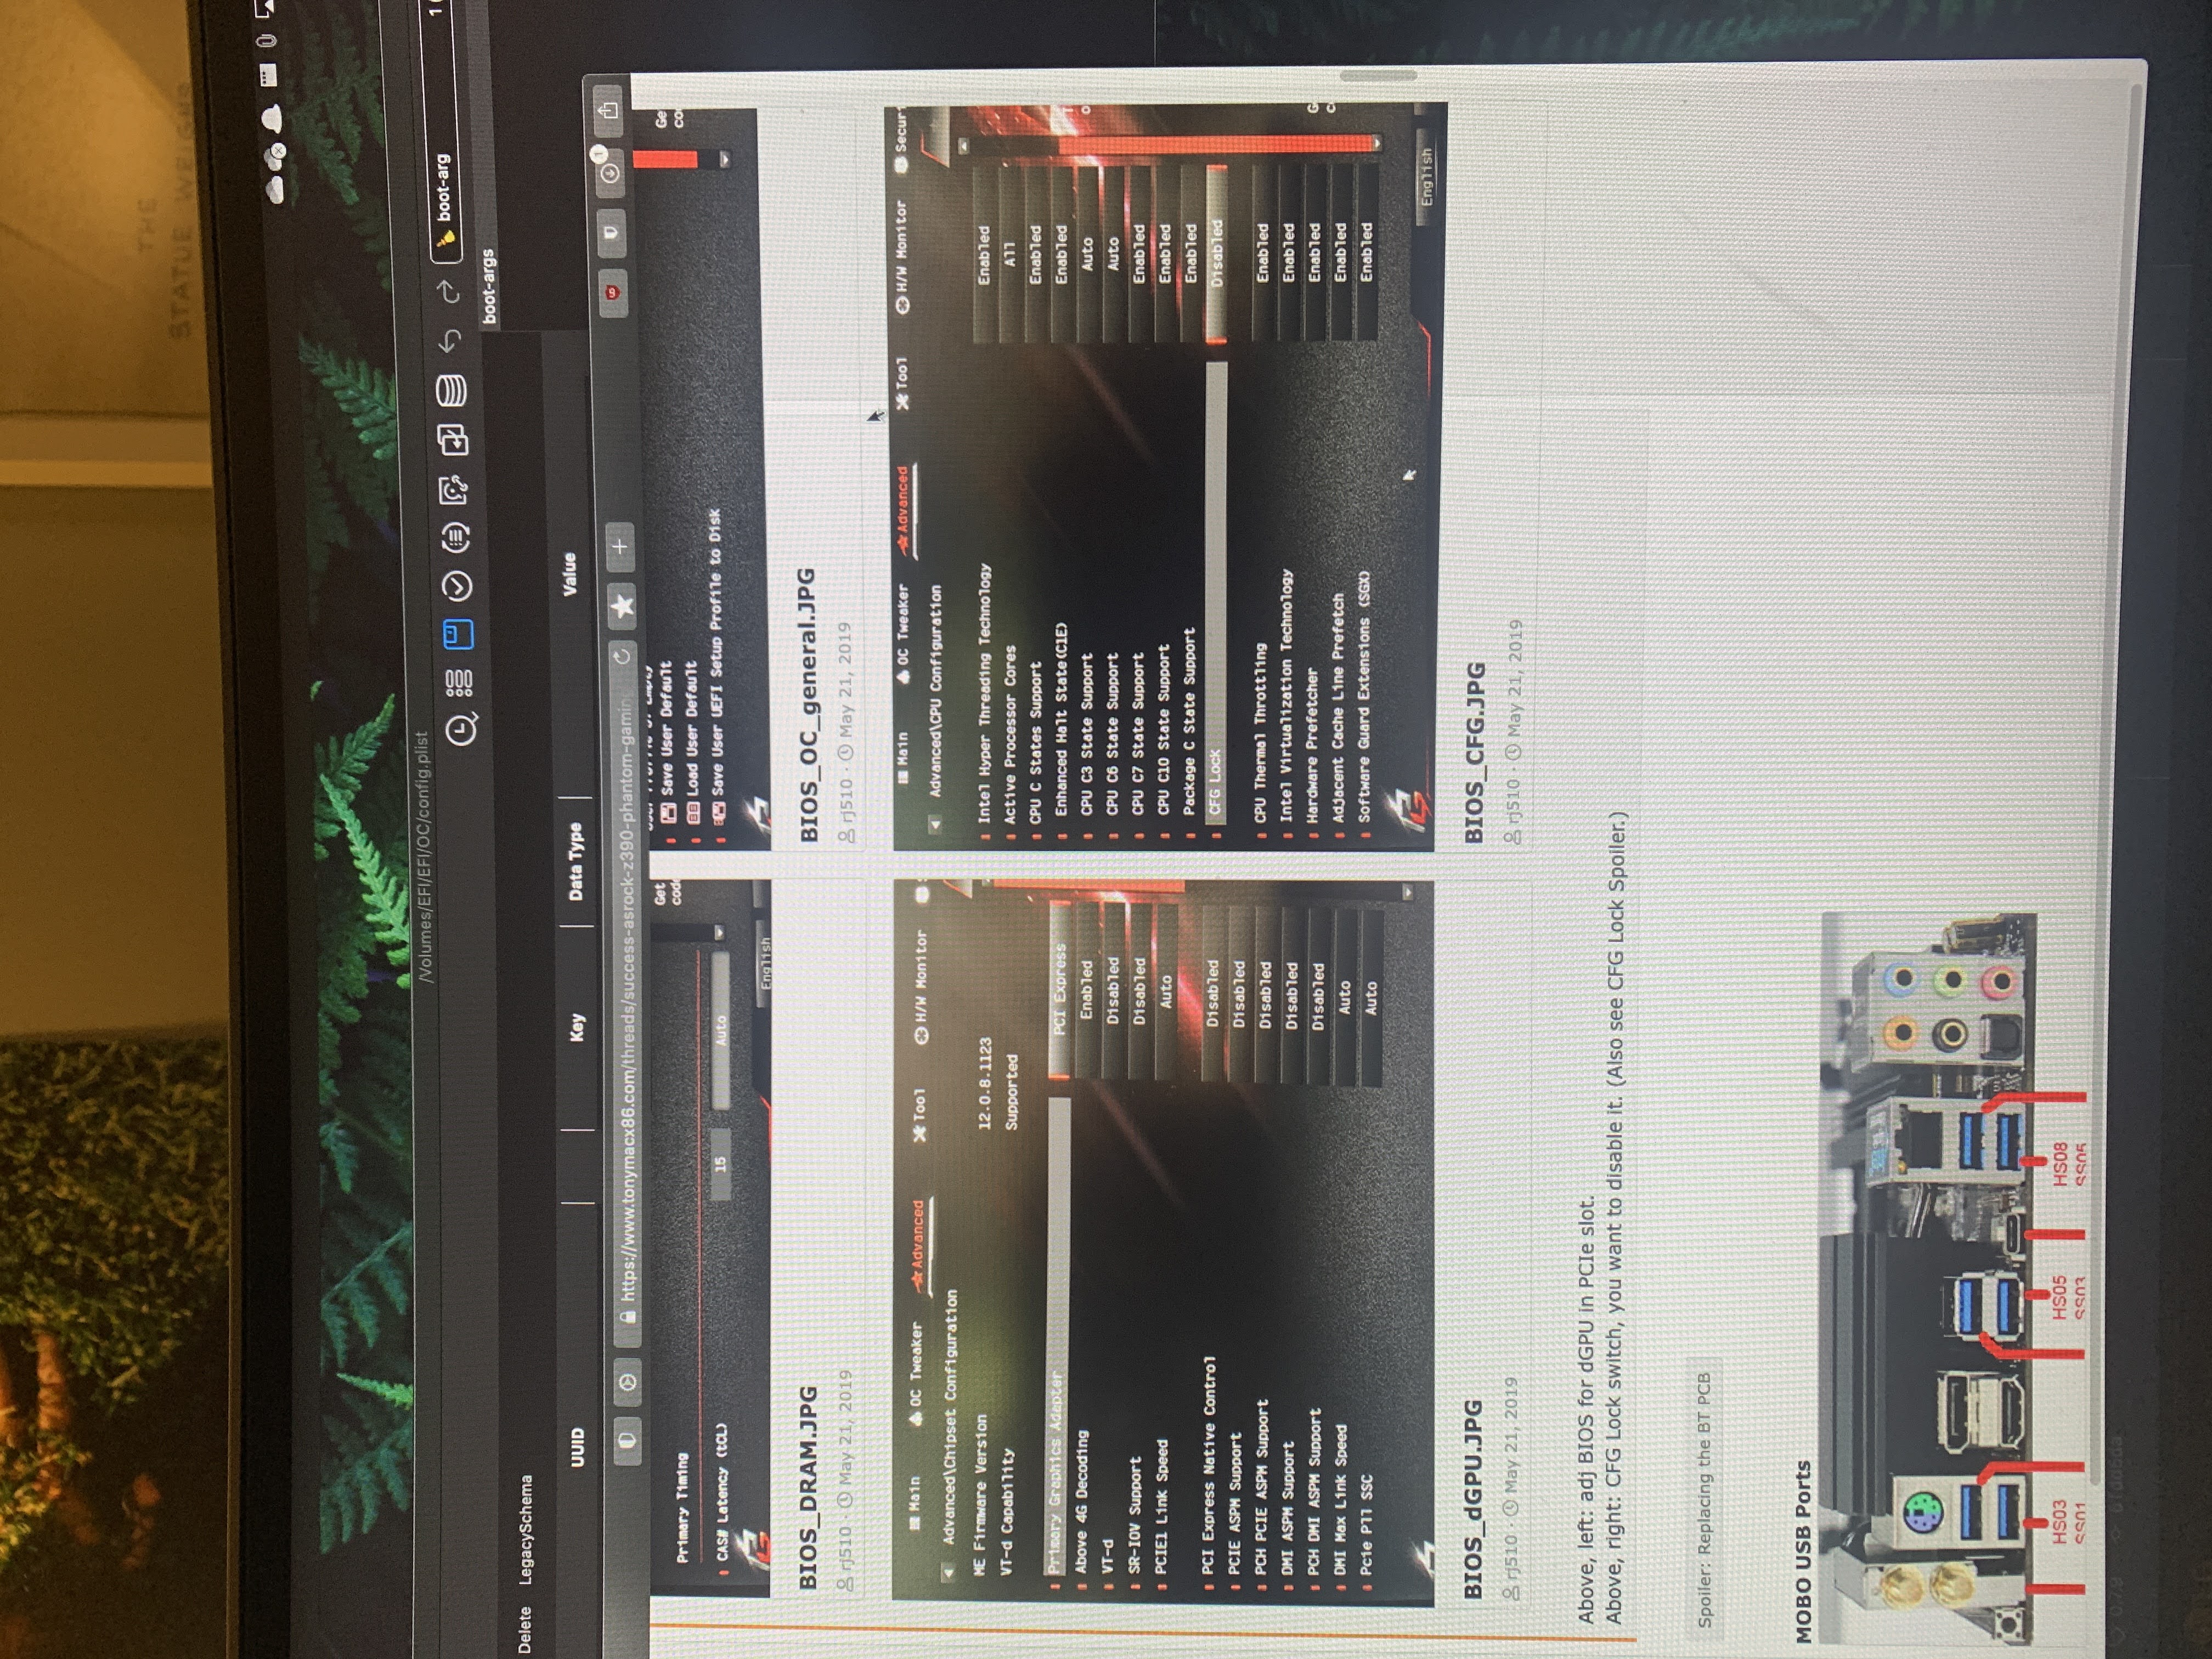 THE
STATUE WEIGHS
/Volumes/EFI/EFI/OC/config.plist
boot-arg
1
boot-args
Delete LegacySchema
UUID Key Data Type Value
https://www.tonymacx86.com/threads/success-asrock-z390-phantom-gamin
1
Primary Timing
CAS# Latency (tCL) 15 Auto
English
Get
code
Save User Default
Load User Default
Save User UEFI Setup Profile to Disk
BIOS_DRAM.JPG
rj510 · May 21, 2019
BIOS_OC_general.JPG
rj510 · May 21, 2019
Main OC Tweaker Advanced Tool H/W Monitor
Advanced\Chipset Configuration
ME Firmware Version 12.0.8.1123
VT-d Capability Supported
Primary Graphics Adapter PCI Express
Above 4G Decoding Enabled
VT-d Disabled
SR-IOV Support Disabled
PCIE1 Link Speed Auto
PCI Express Native Control Disabled
PCIE ASPM Support Disabled
PCH PCIE ASPM Support Disabled
DMI ASPM Support Disabled
PCH DMI ASPM Support Disabled
DMI Max Link Speed Auto
Pcie Pll SSC Auto
Main OC Tweaker Advanced Tool H/W Monitor Securi
Advanced\CPU Configuration
Intel Hyper Threading Technology Enabled
Active Processor Cores All
CPU C States Support Enabled
Enhanced Halt State(C1E) Enabled
CPU C3 State Support Auto
CPU C6 State Support Auto
CPU C7 State Support Enabled
CPU C10 State Support Enabled
Package C State Support Enabled
CFG Lock Disabled
CPU Thermal Throttling Enabled
Intel Virtualization Technology Enabled
Hardware Prefetcher Enabled
Adjacent Cache Line Prefetch Enabled
Software Guard Extensions (SGX) Enabled
English
BIOS_dGPU.JPG
rj510 · May 21, 2019
BIOS_CFG.JPG
rj510 · May 21, 2019
Above, left: adj BIOS for dGPU in PCIe slot.
Above, right: CFG Lock switch, you want to disable it. (Also see CFG Lock Spoiler.)
Spoiler: Replacing the BT PCB
MOBO USB Ports
HS03 HS05 HS08
SS01 SS03 SS05